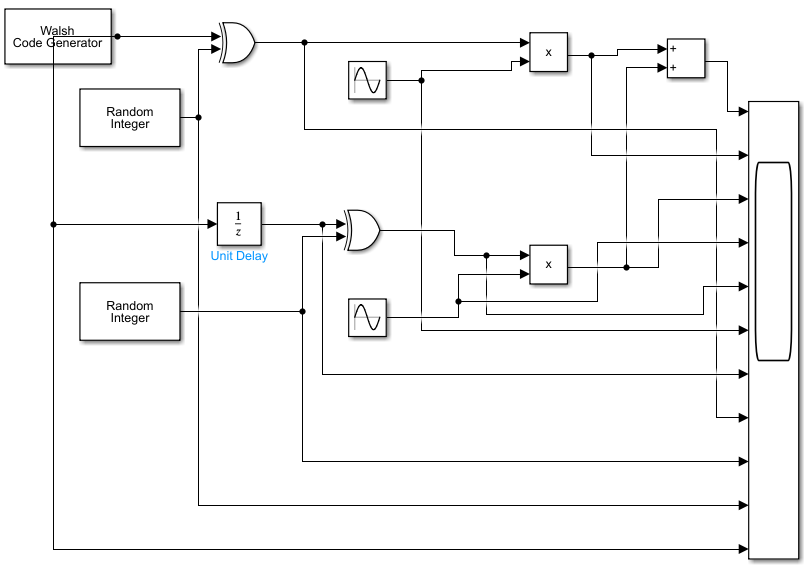 Walsh
Code Generator
x
+
+
Random
Integer
1
z
Unit Delay
x
Random
Integer